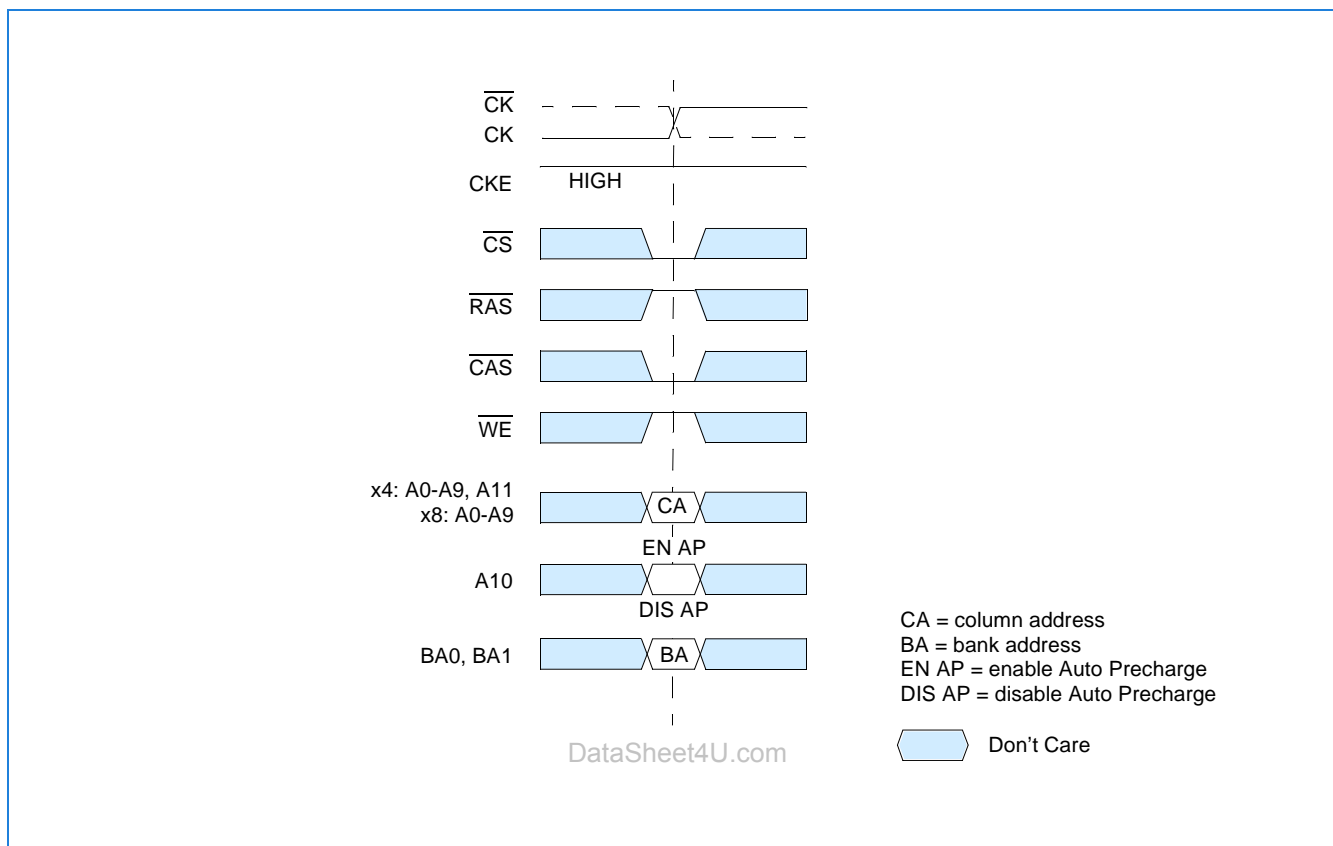 CK
CK
CKE HIGH
CS
RAS
CAS
WE
x4: A0-A9, A11
x8: A0-A9
CA
EN AP
A10
DIS AP
BA0, BA1
BA
CA = column address
BA = bank address
EN AP = enable Auto Precharge
DIS AP = disable Auto Precharge
Don't Care
DataSheet4U.com